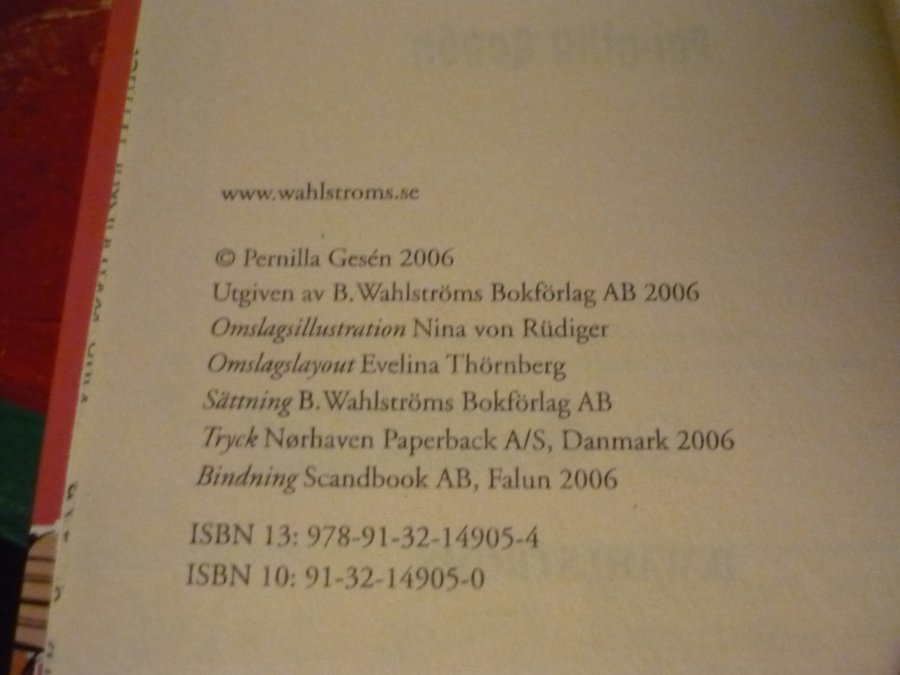 www.wahlstroms.se
© Pernilla Gesén 2006
Utgiven av B. Wahlströms Bokförlag AB 2006
Omslagsillustration Nina von Rüdiger
Omslagslayout Evelina Thörnberg
Sättning B. Wahlströms Bokförlag AB
Tryck Nørhaven Paperback A/S, Danmark 2006
Bindning Scandbook AB, Falun 2006
ISBN 13: 978-91-32-14905-4
ISBN 10: 91-32-14905-0